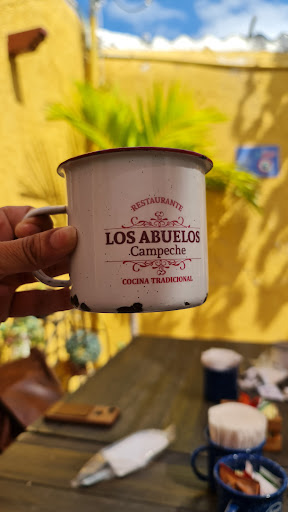 RESTAURANTE
LOS ABUELOS
Campeche
COCINA TRADICIONAL